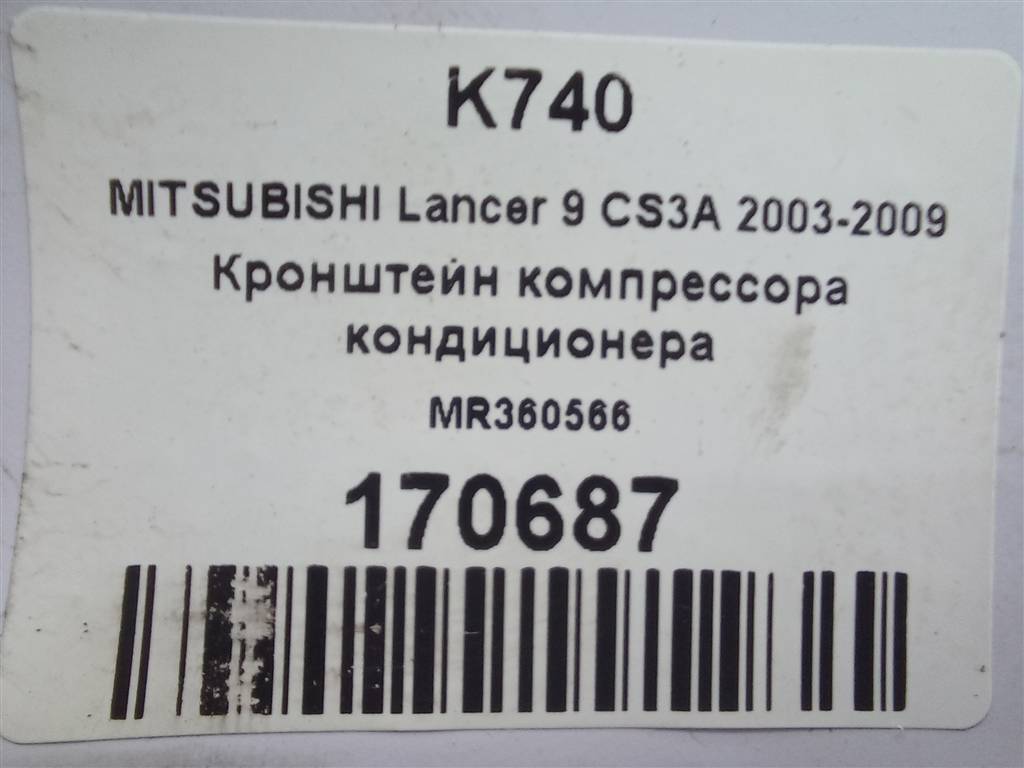 K740
MITSUBISHI Lancer 9 CS3A 2003-2009
Кронштейн компрессора
кондиционера
MR360566
170687